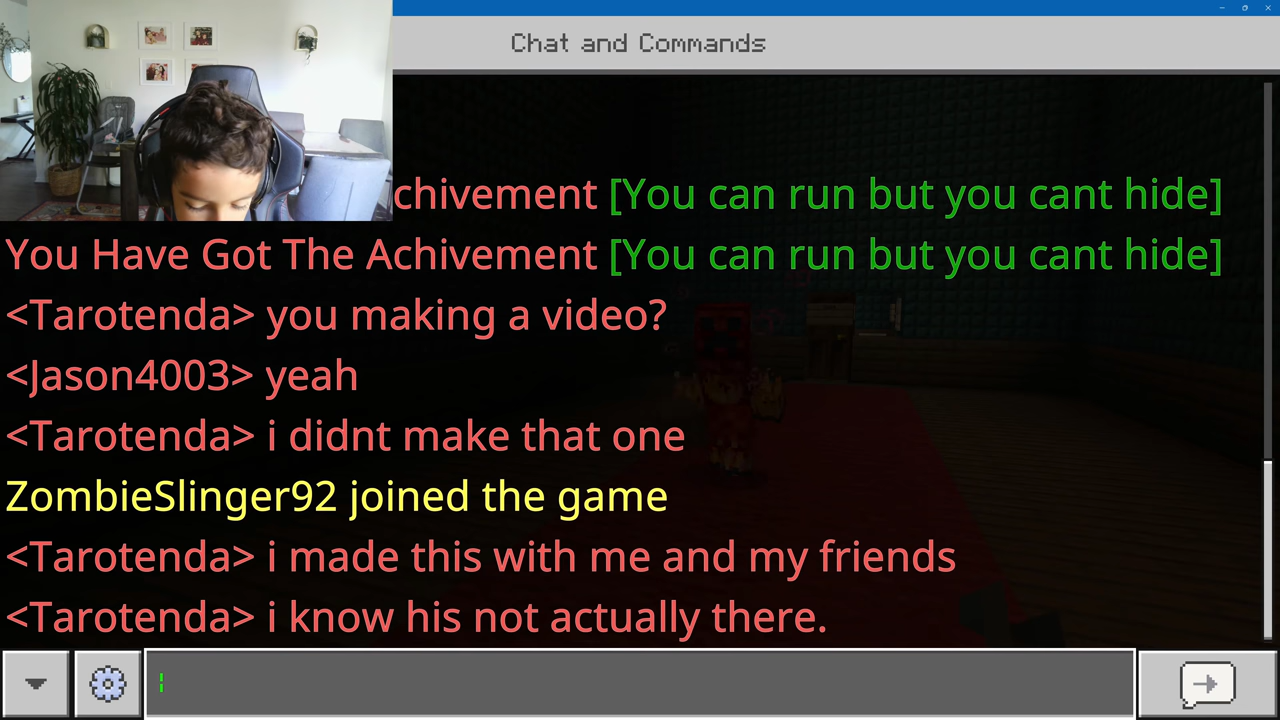 Chat and Commands
chivement [You can run but you cant hide]
You Have Got The Achivement [You can run but you cant hide]
<Tarotenda> you making a video?
<Jason4003> yeah
<Tarotenda> i didnt make that one
ZombieSlinger92 joined the game
<Tarotenda> i made this with me and my friends
<Tarotenda> i know his not actually there.